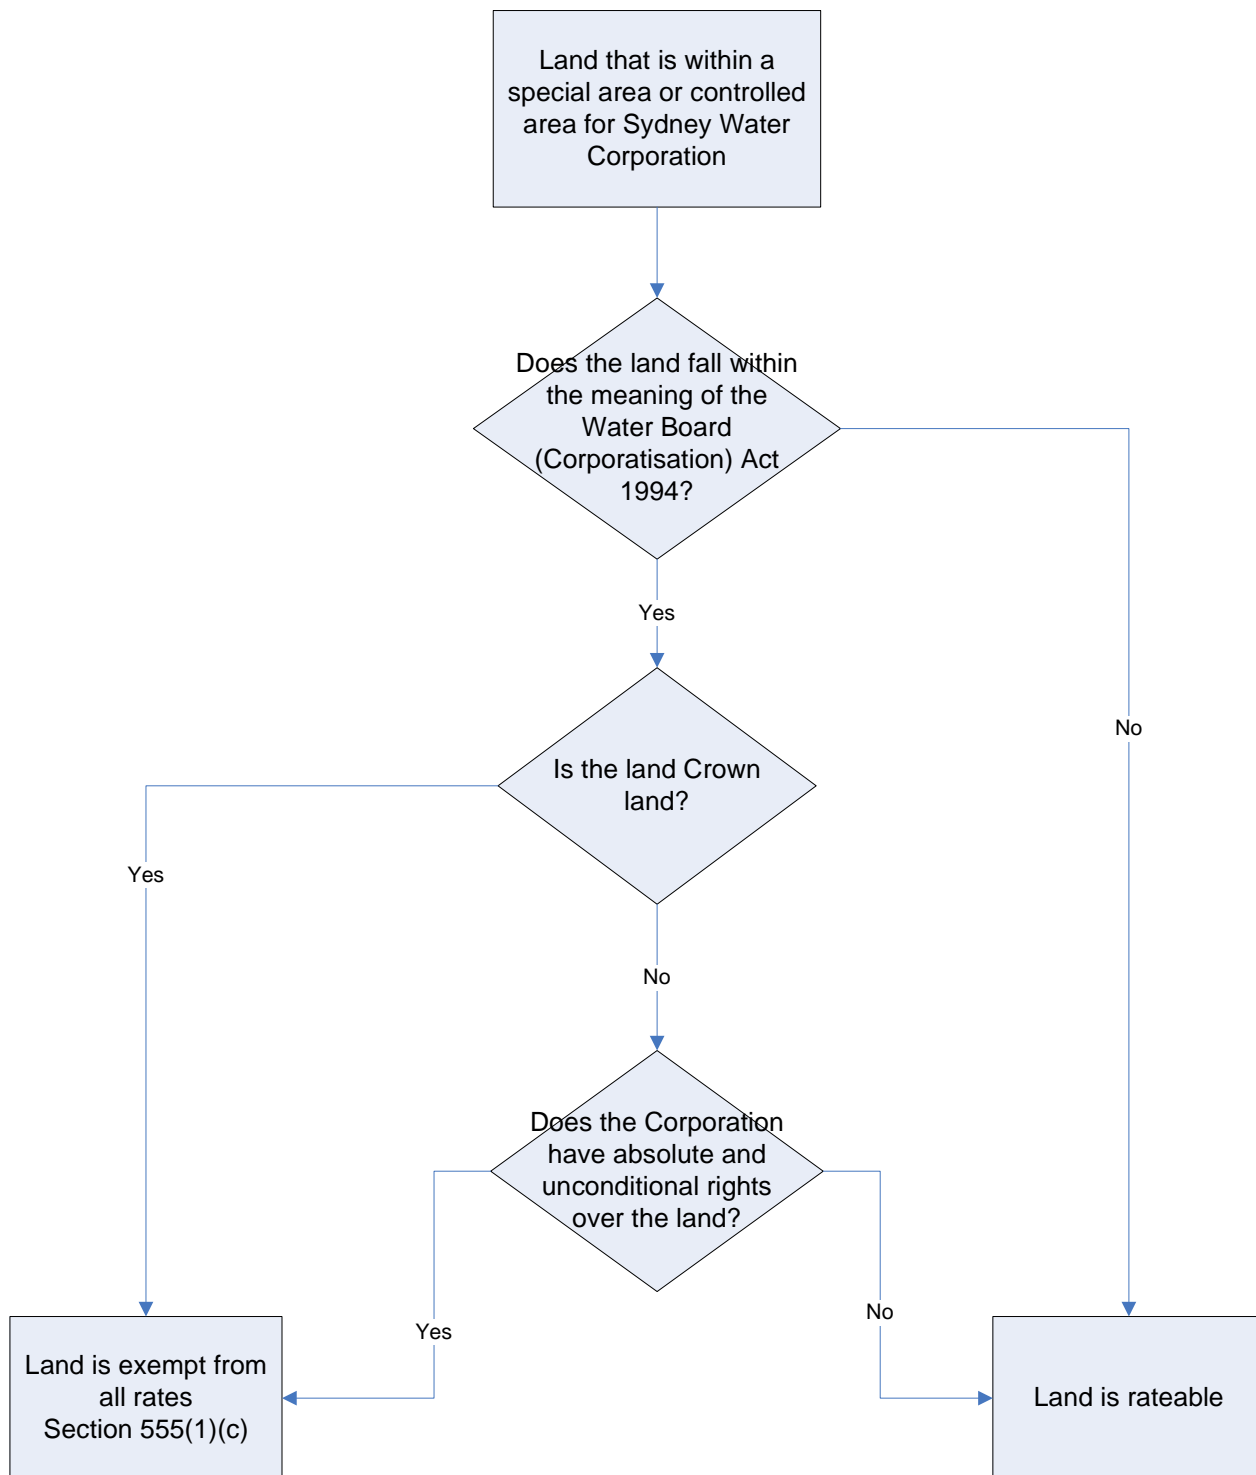 Land that is within a
special area or controlled
area for Sydney Water
Corporation
Does the land fall within
the meaning of the
Water Board
(Corporatisation) Act
1994?
Yes
No
Is the land Crown
land?
Yes
No
Does the Corporation
have absolute and
unconditional rights
over the land?
Yes
No
Land is exempt from
all rates
Section 555(1)(c)
Land is rateable